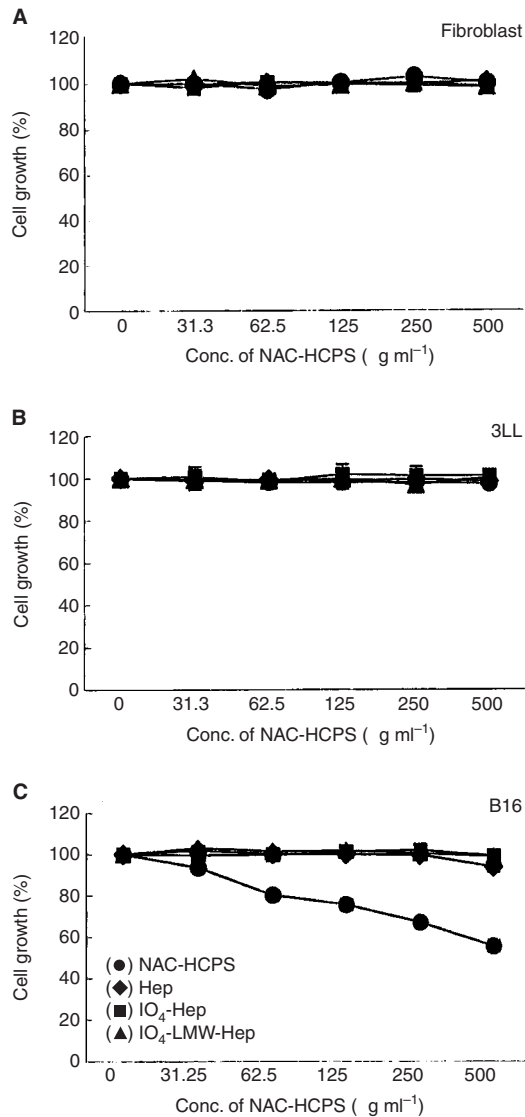 A
Fibroblast
120
100
80
60
40
20
0
Cell growth (%)
0 31.3 62.5 125 250 500
Conc. of NAC-HCPS ( g ml⁻¹)
B
3LL
120
100
80
60
40
20
0
Cell growth (%)
0 31.3 62.5 125 250 500
Conc. of NAC-HCPS ( g ml⁻¹)
C
B16
120
100
80
60
40
20
0
Cell growth (%)
(●) NAC-HCPS
(◆) Hep
(■) IO₄-Hep
(▲) IO₄-LMW-Hep
0 31.25 62.5 125 250 500
Conc. of NAC-HCPS ( g ml⁻¹)